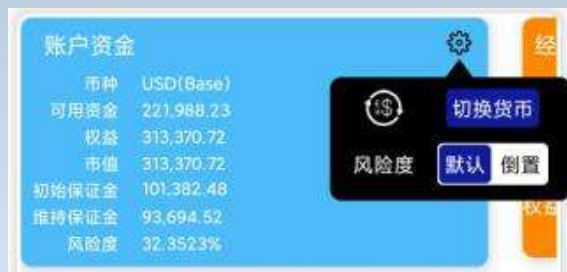 账户资金
币种 USD(Base)
可用资金 221,988.23
权益 313,370.72
市值 313,370.72
初始保证金 101,382.48
维持保证金 93,694.52
风险度 32.3523%
切换货币
风险度 默认 倒置
经
权益